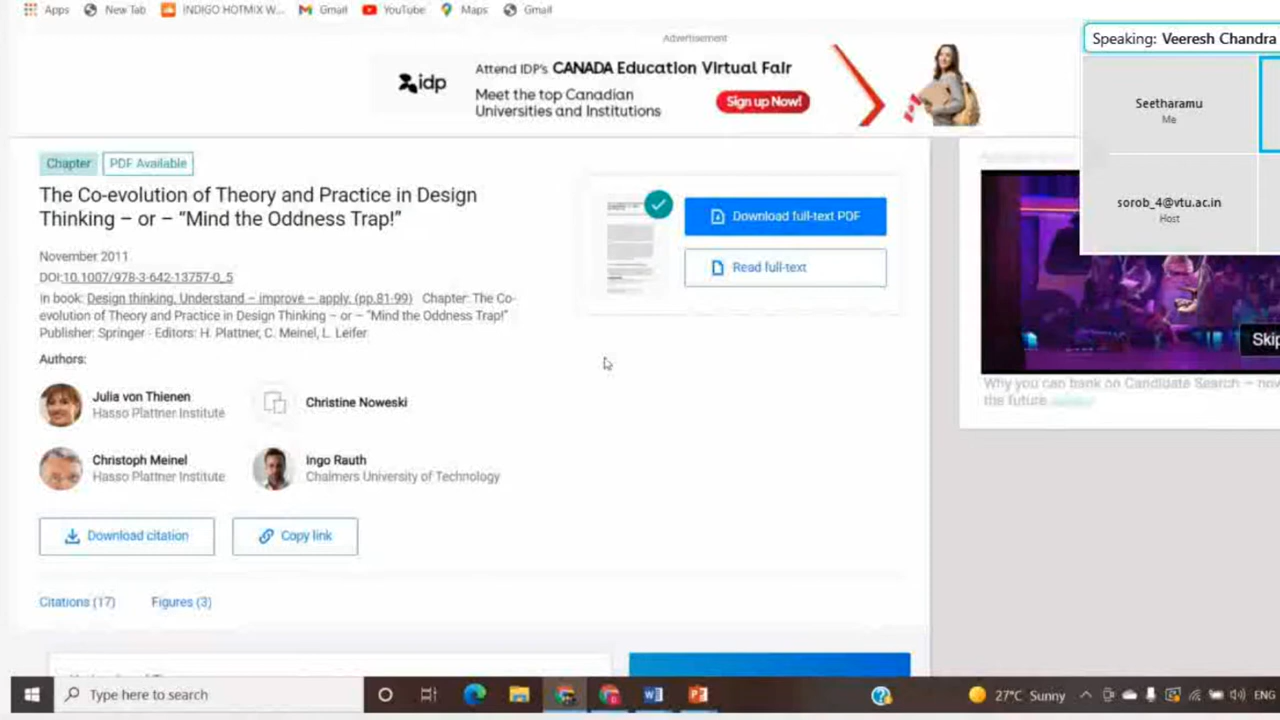 Apps New Tab INDIGO HOTMIX W... Gmail YouTube Maps Gmail
Advertisement
idp
Attend IDP's CANADA Education Virtual Fair
Meet the top Canadian
Universities and Institutions
Sign up Now!
Speaking: Veeresh Chandra
Seetharamu
Me
sorob_4@vtu.ac.in
Host
Chapter PDF Available
The Co-evolution of Theory and Practice in Design
Thinking – or – “Mind the Oddness Trap!”
November 2011
DOI:10.1007/978-3-642-13757-0_5
In book: Design thinking. Understand – improve – apply. (pp.81-99) Chapter: The Co-
evolution of Theory and Practice in Design Thinking – or – “Mind the Oddness Trap!”
Publisher: Springer · Editors: H. Plattner, C. Meinel, L. Leifer
Download full-text PDF
Read full-text
Skip
Why you can bank on Candidate Search – now
the future
Authors:
Julia von Thienen
Hasso Plattner Institute
Christine Noweski
Christoph Meinel
Hasso Plattner Institute
Ingo Rauth
Chalmers University of Technology
Download citation
Copy link
Citations (17)
Figures (3)
Type here to search
27°C Sunny
ENG